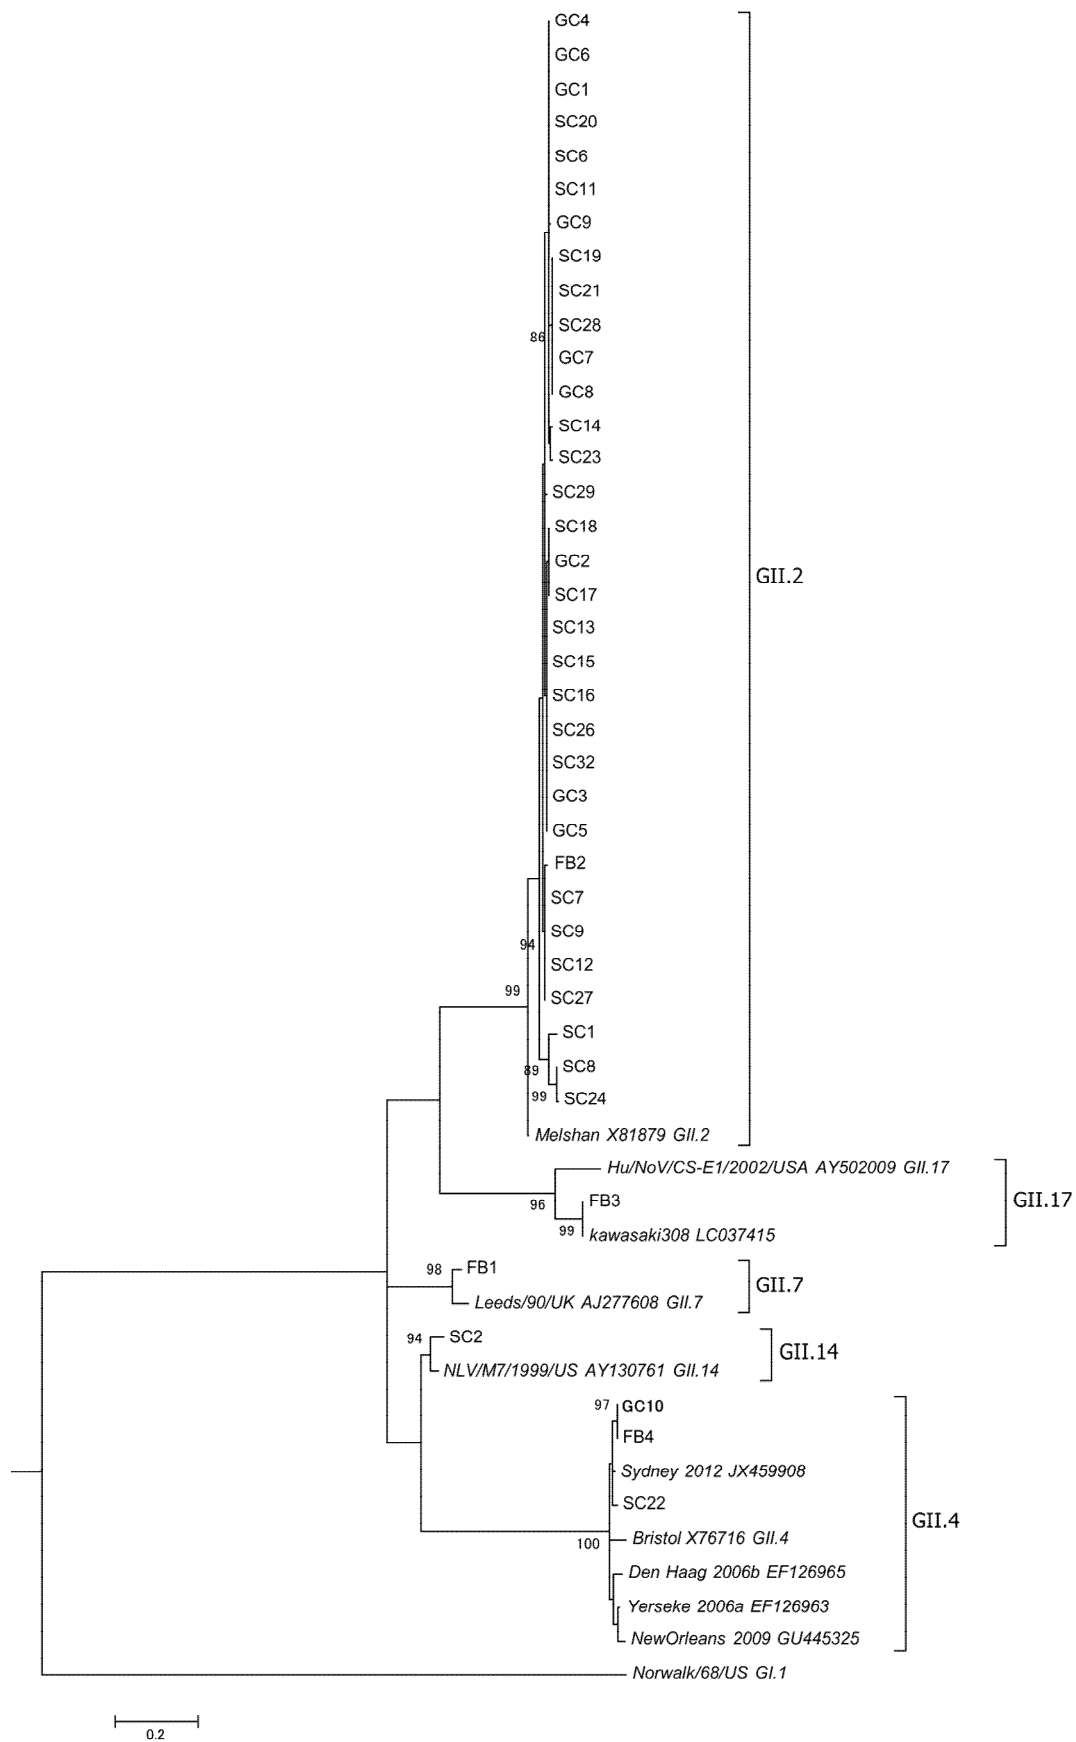 GC4
GC6
GC1
SC20
SC6
SC11
GC9
SC19
SC21
SC28
86
GC7
GC8
SC14
SC23
SC29
SC18
GC2
GII.2
SC17
SC13
SC15
SC16
SC26
SC32
GC3
GC5
FB2
SC7
SC9
94
SC12
99
SC27
SC1
SC8
89
99
SC24
Melshan X81879 GII.2
Hu/NoV/CS-E1/2002/USA AY502009 GII.17
96
FB3
GII.17
99
kawasaki308 LC037415
98
FB1
GII.7
Leeds/90/UK AJ277608 GII.7
94
SC2
GII.14
NLV/M7/1999/US AY130761 GII.14
97
GC10
FB4
Sydney 2012 JX459908
SC22
GII.4
100
Bristol X76716 GII.4
Den Haag 2006b EF126965
Yerseke 2006a EF126963
NewOrleans 2009 GU445325
Norwalk/68/US GI.1
0.2